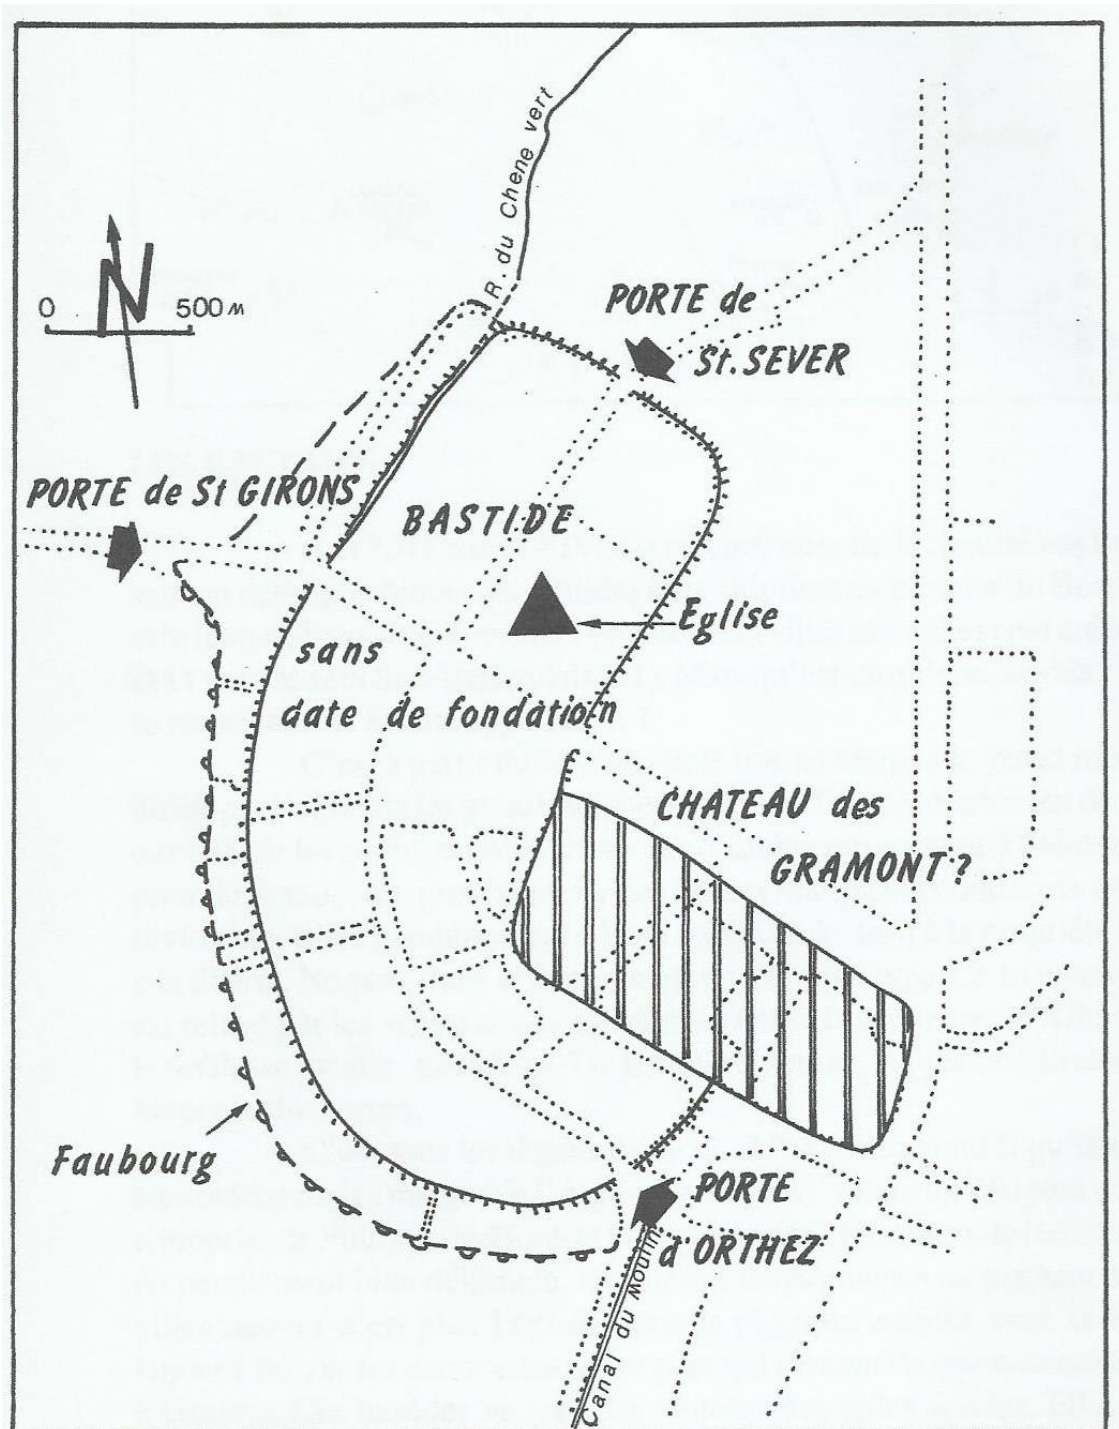 R. du Chene vert
N
0 500 M
PORTE de
St. SEVER
PORTE de St GIRONS
BASTIDE
Eglise
sans
date de fondation
CHATEAU des
GRAMONT ?
Faubourg
PORTE
d'ORTHEZ
Canal du Moulin